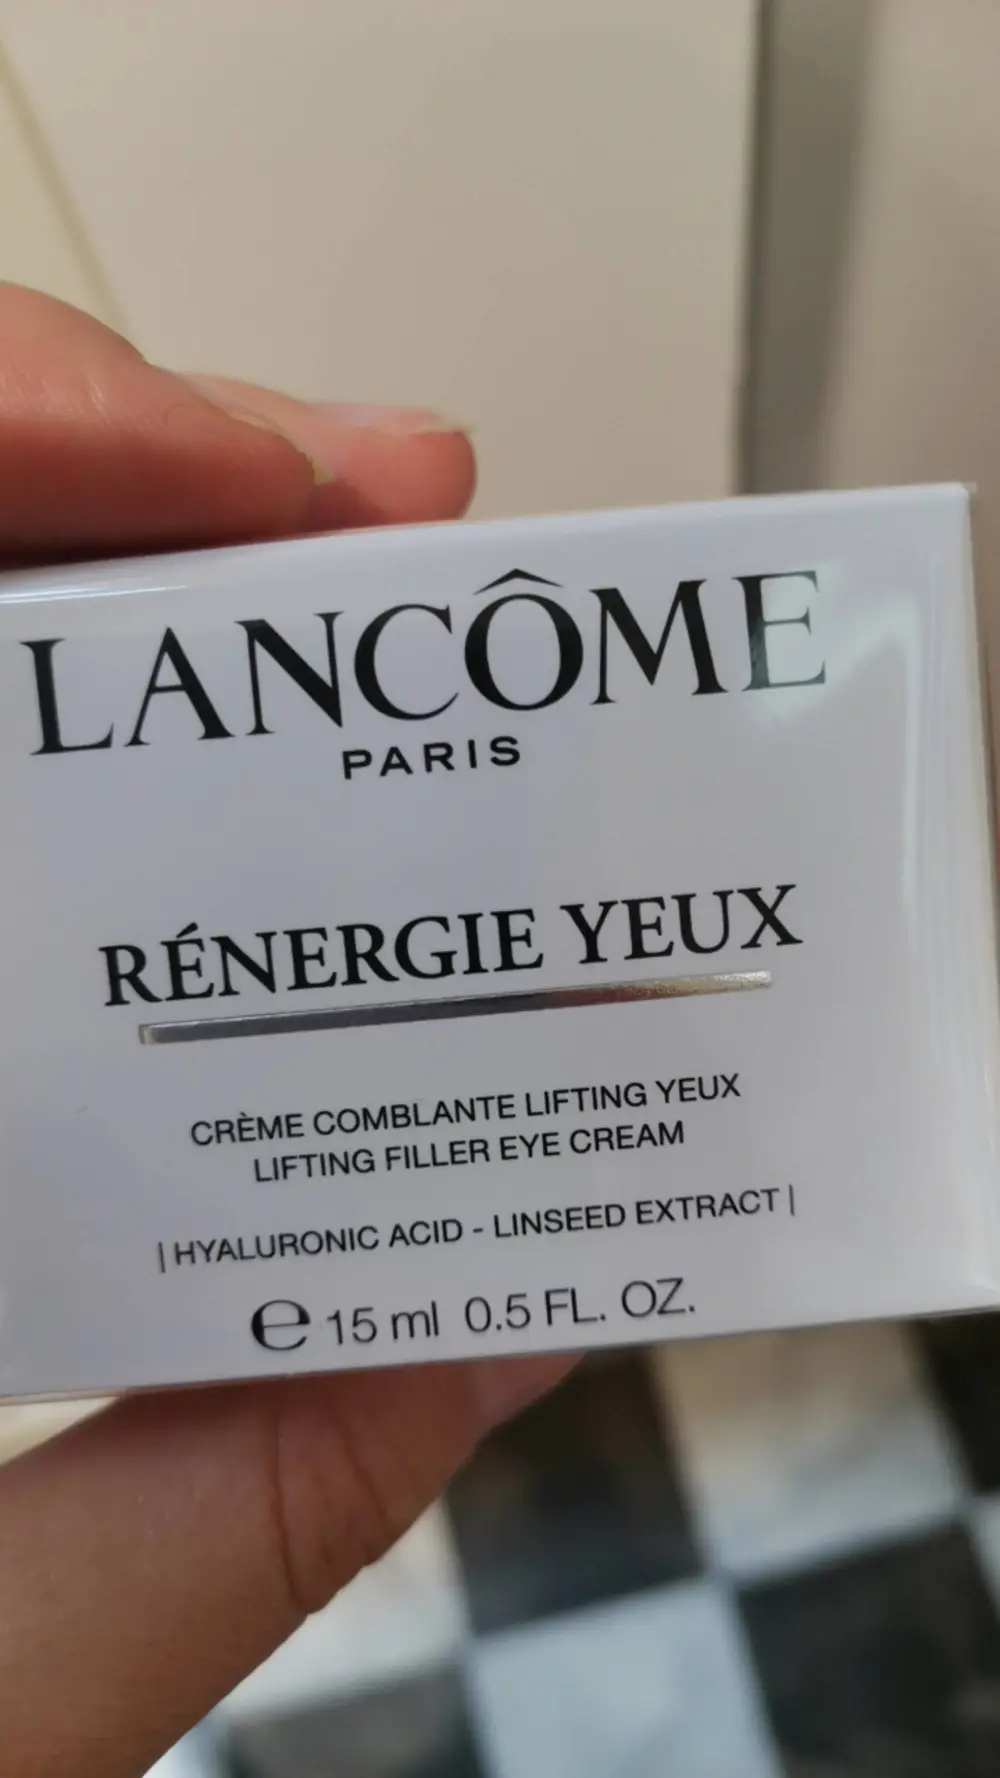 LANCÔME
PARIS
RÉNERGIE YEUX
CRÈME COMBLANTE LIFTING YEUX
LIFTING FILLER EYE CREAM
| HYALURONIC ACID - LINSEED EXTRACT |
℮ 15 ml 0.5 FL. OZ.